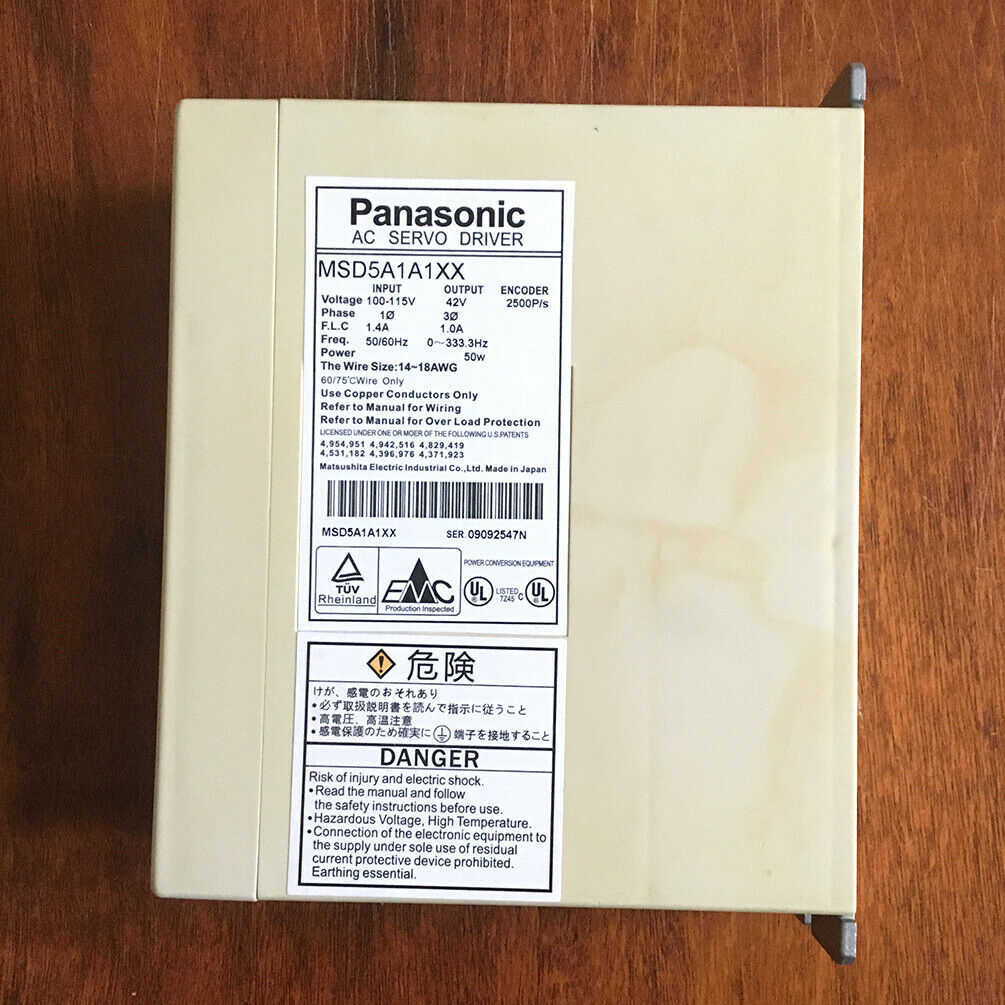 Panasonic
AC SERVO DRIVER
MSD5A1A1XX
INPUT OUTPUT ENCODER
Voltage 100-115V 42V 2500P/s
Phase 1Ø 3Ø
F.L.C 1.4A 1.0A
Freq. 50/60Hz 0～333.3Hz
Power 50w
The Wire Size:14~18AWG
60/75℃Wire Only
Use Copper Conductors Only
Refer to Manual for Wiring
Refer to Manual for Over Load Protection
LICENSED UNDER ONE OR MOER OF THE FOLLOWING U.S.PATENTS
4,954,951 4,942,516 4,829,419
4,531,182 4,396,976 4,371,923
Matsushita Electric Industrial Co.,Ltd. Made in Japan
MSD5A1A1XX SER. 09092547N
POWER CONVERSION EQUIPMENT
TÜV
Rheinland
EMC
Production Inspected
UL ® LISTED 7Z45 C UL ®
危険
けが、感電のおそれあり
・必ず取扱説明書を読んで指示に従うこと
・高電圧、高温注意
・感電保護のため確実に⏚端子を接地すること
DANGER
Risk of injury and electric shock.
• Read the manual and follow
the safety instructions before use.
• Hazardous Voltage, High Temperature.
• Connection of the electronic equipment to
the supply under sole use of residual
current protective device prohibited.
Earthing essential.